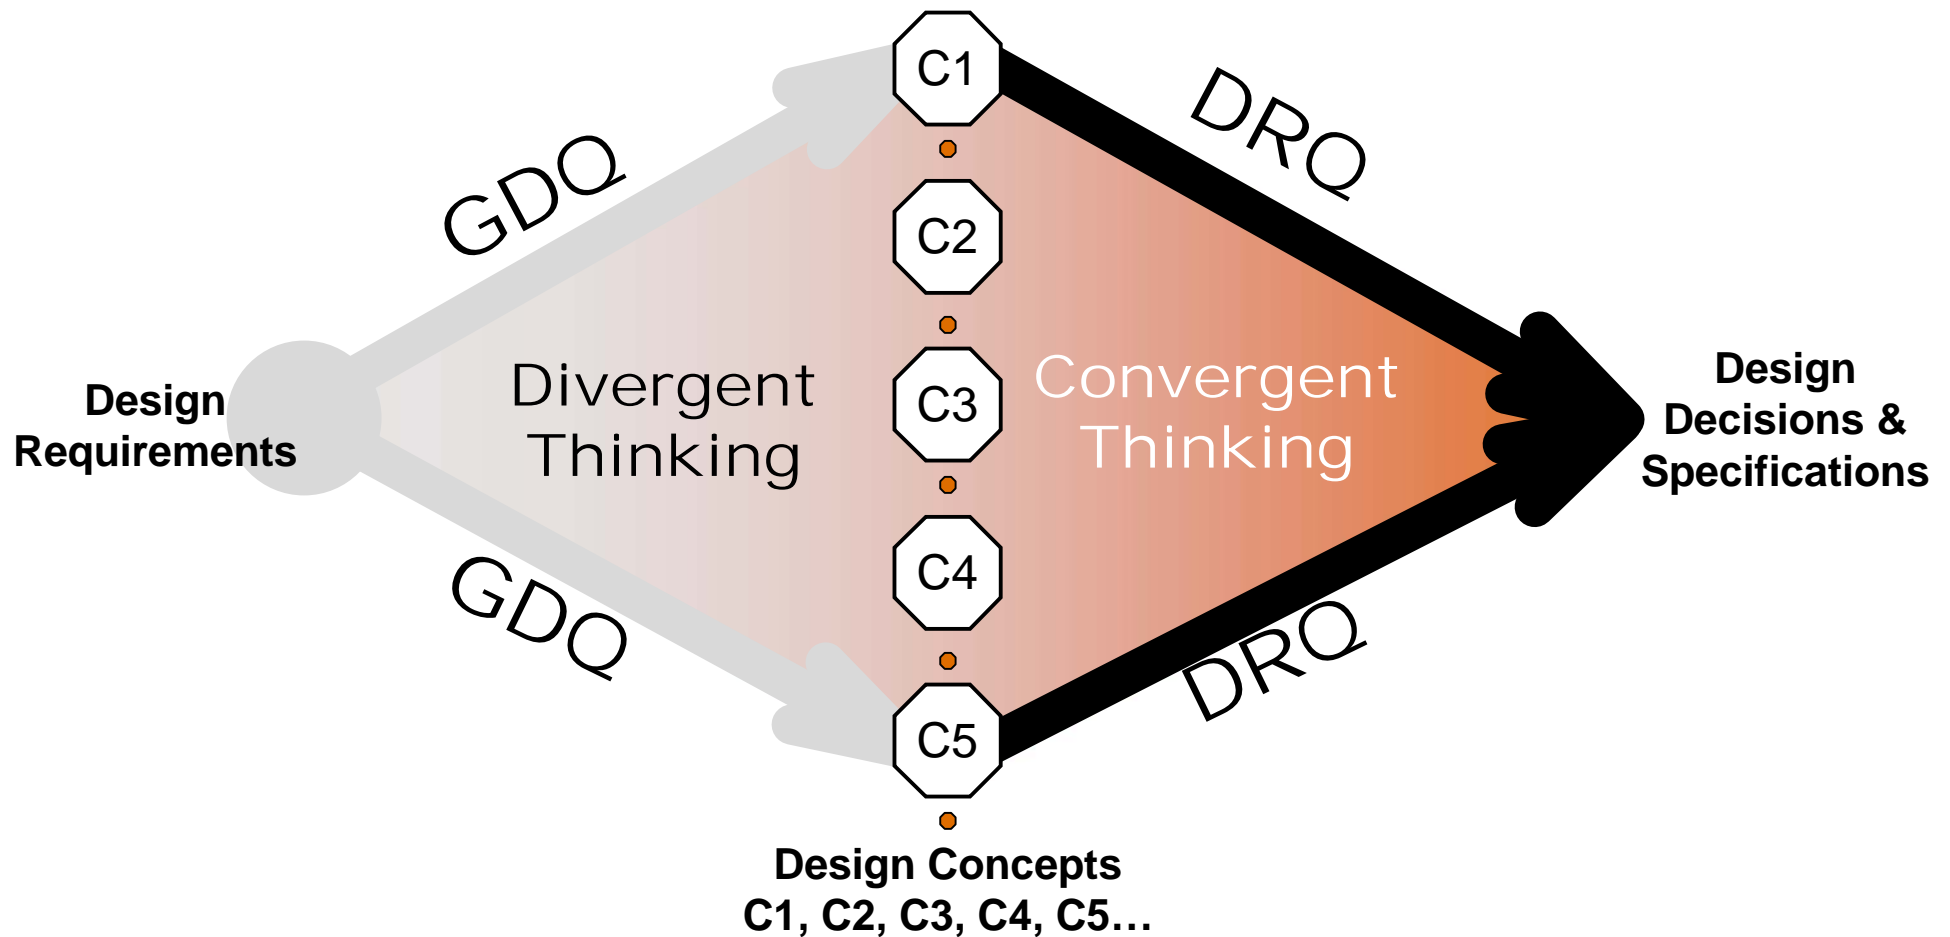 GDQ
DRQ
C1
C2
C3
C4
C5
Design
Requirements
Divergent
Thinking
Convergent
Thinking
Design
Decisions &
Specifications
GDQ
DRQ
Design Concepts
C1, C2, C3, C4, C5…